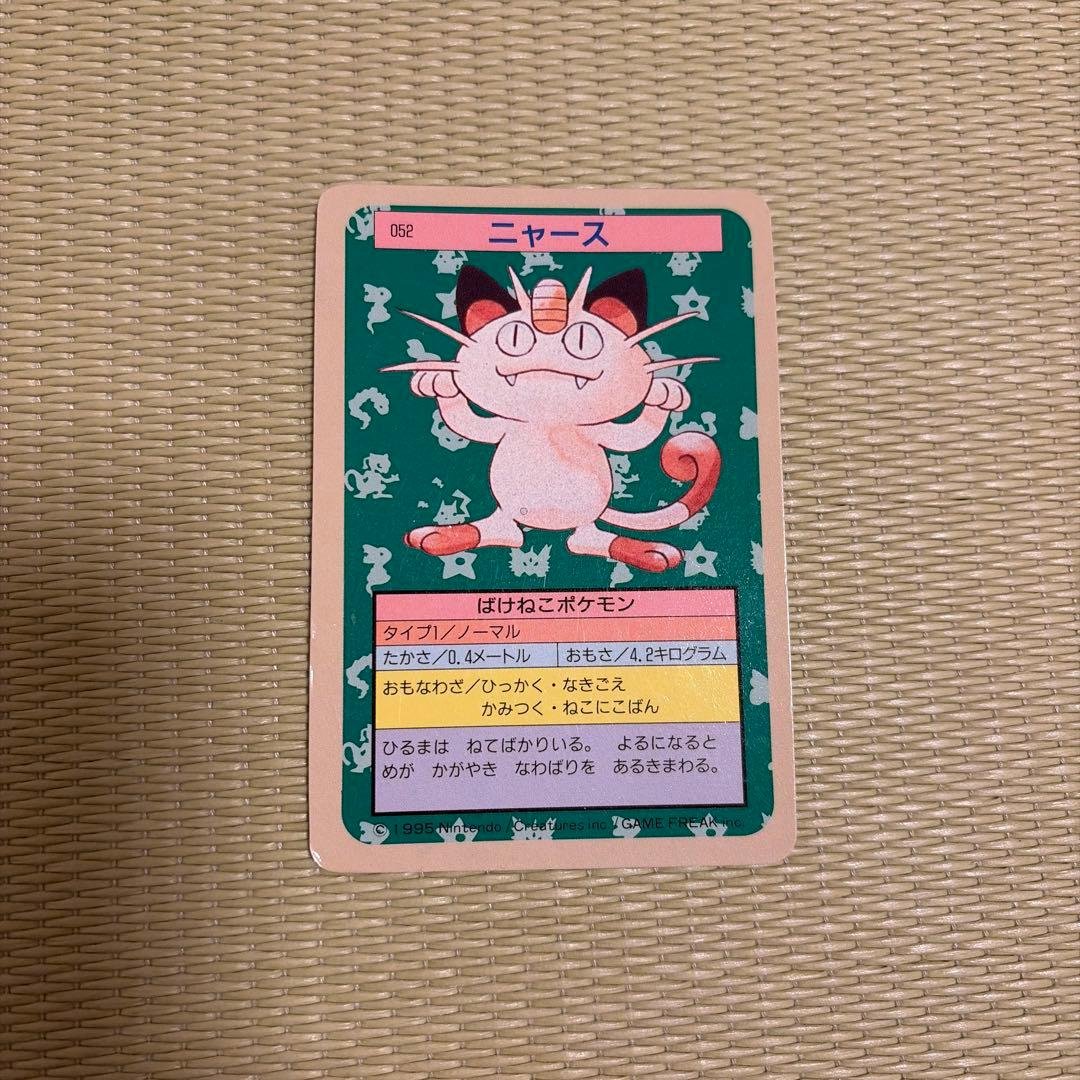 052 ニャース
ばけねこポケモン
タイプ1／ノーマル
たかさ／0.4メートル おもさ／4.2キログラム
おもなわざ／ひっかく・なきごえ
かみつく・ねこにこばん
ひるまは ねてばかりいる。 よるになると
めが かがやき なわばりを あるきまわる。
© 1995 Nintendo / Creatures inc. / GAME FREAK inc.